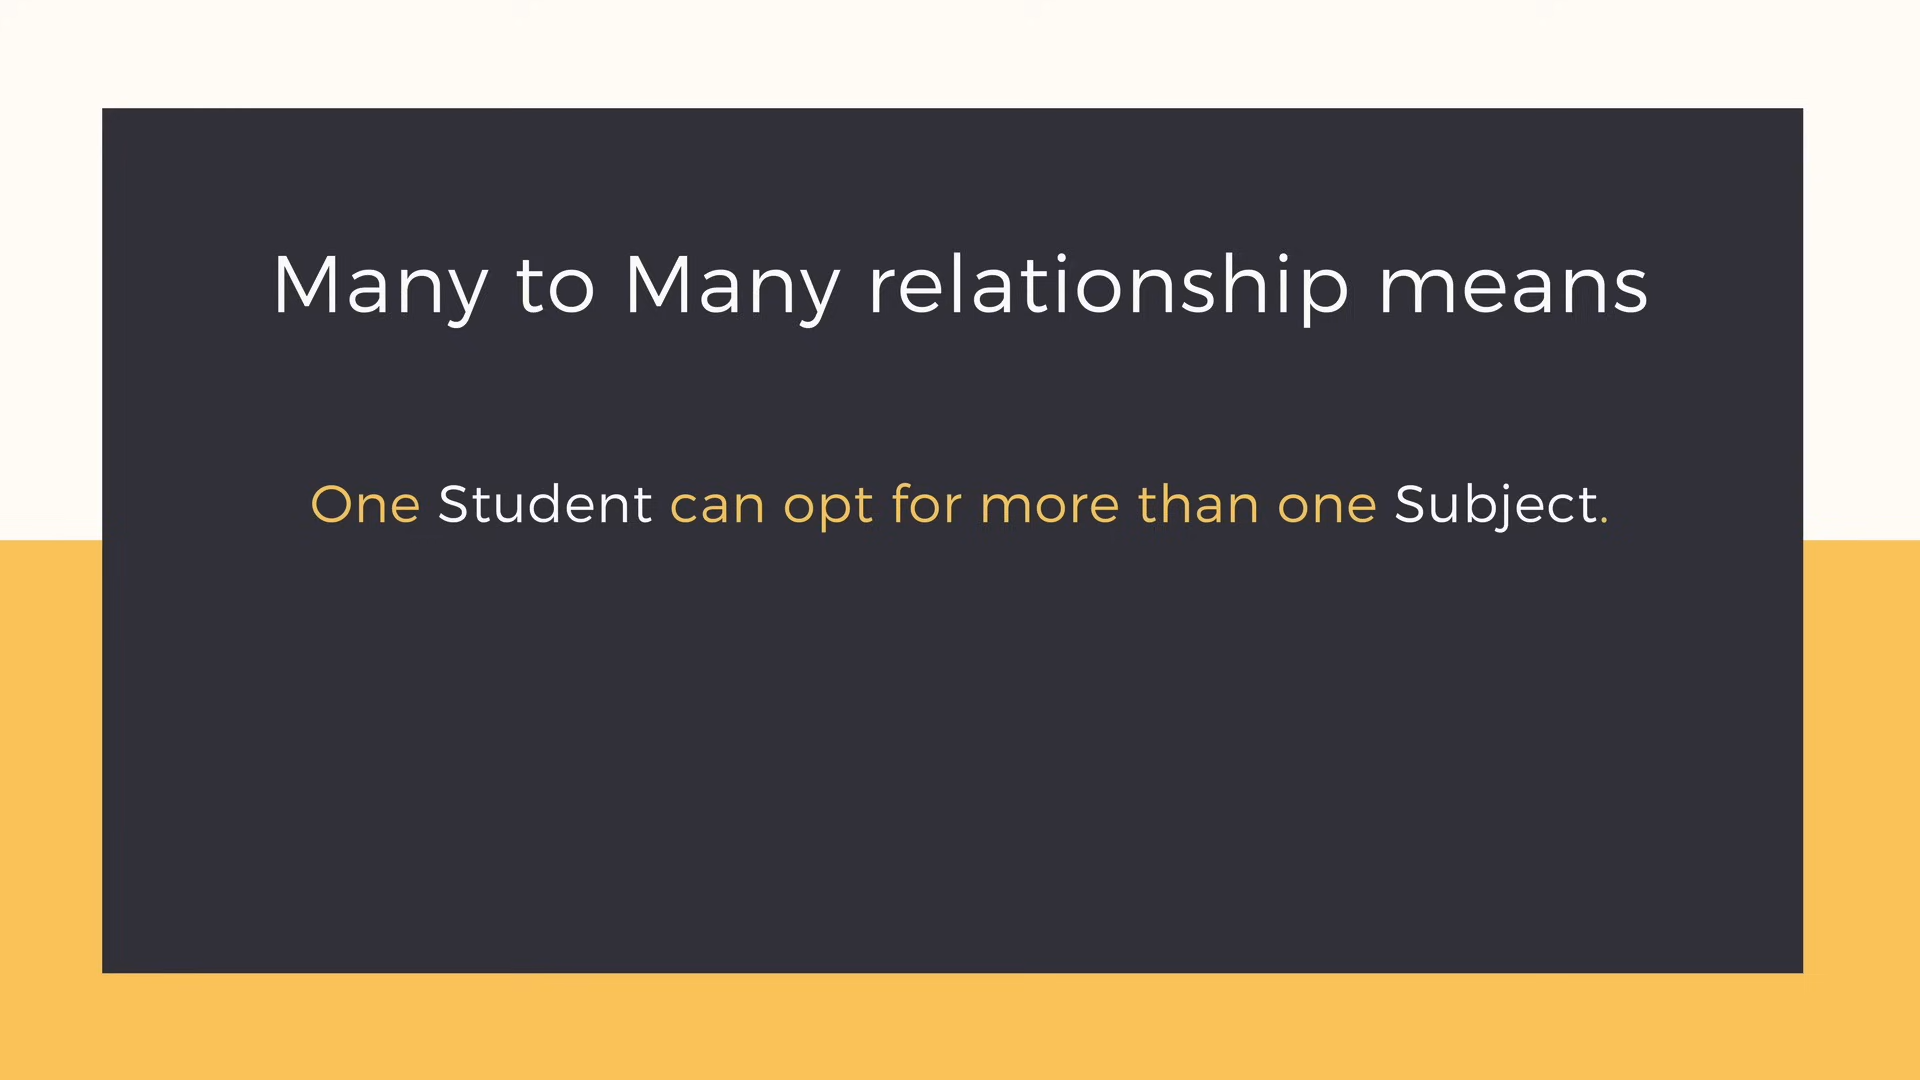 Many to Many relationship means
One Student can opt for more than one Subject.